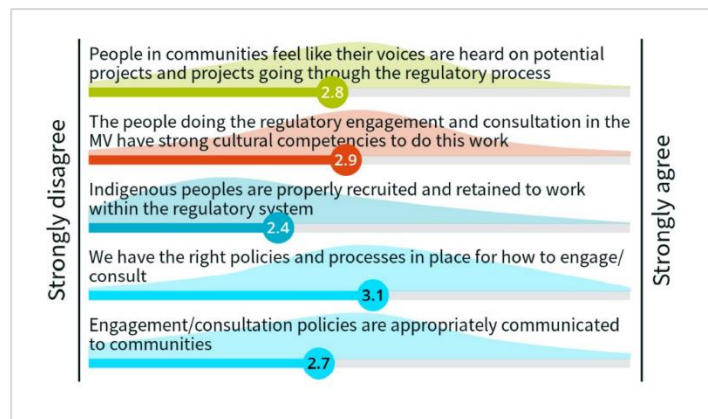 People in communities feel like their voices are heard on potential
projects and projects going through the regulatory process
2.8
The people doing the regulatory engagement and consultation in the
MV have strong cultural competencies to do this work
2.9
Indigenous peoples are properly recruited and retained to work
within the regulatory system
2.4
We have the right policies and processes in place for how to engage/
consult
3.1
Engagement/consultation policies are appropriately communicated
to communities
2.7
Strongly disagree
Strongly agree